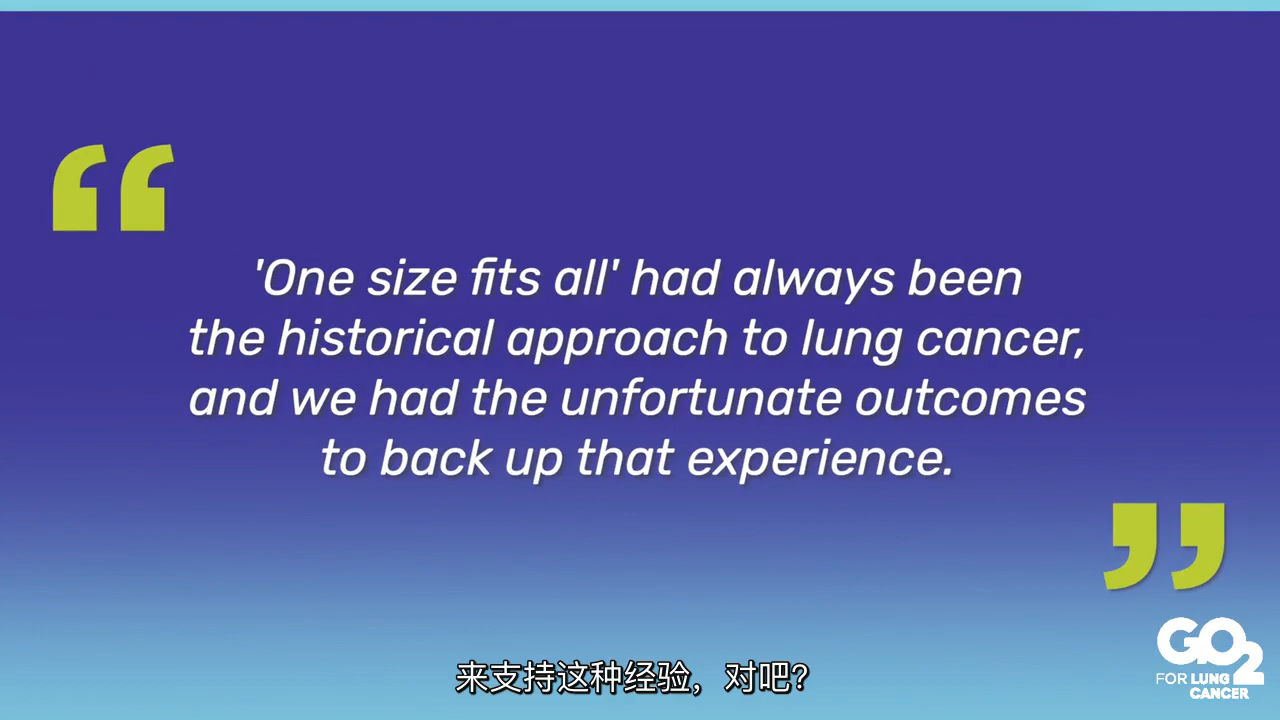 “
'One size fits all' had always been
the historical approach to lung cancer,
and we had the unfortunate outcomes
to back up that experience.
”
GO2
FOR LUNG
CANCER
来支持这种经验，对吧？